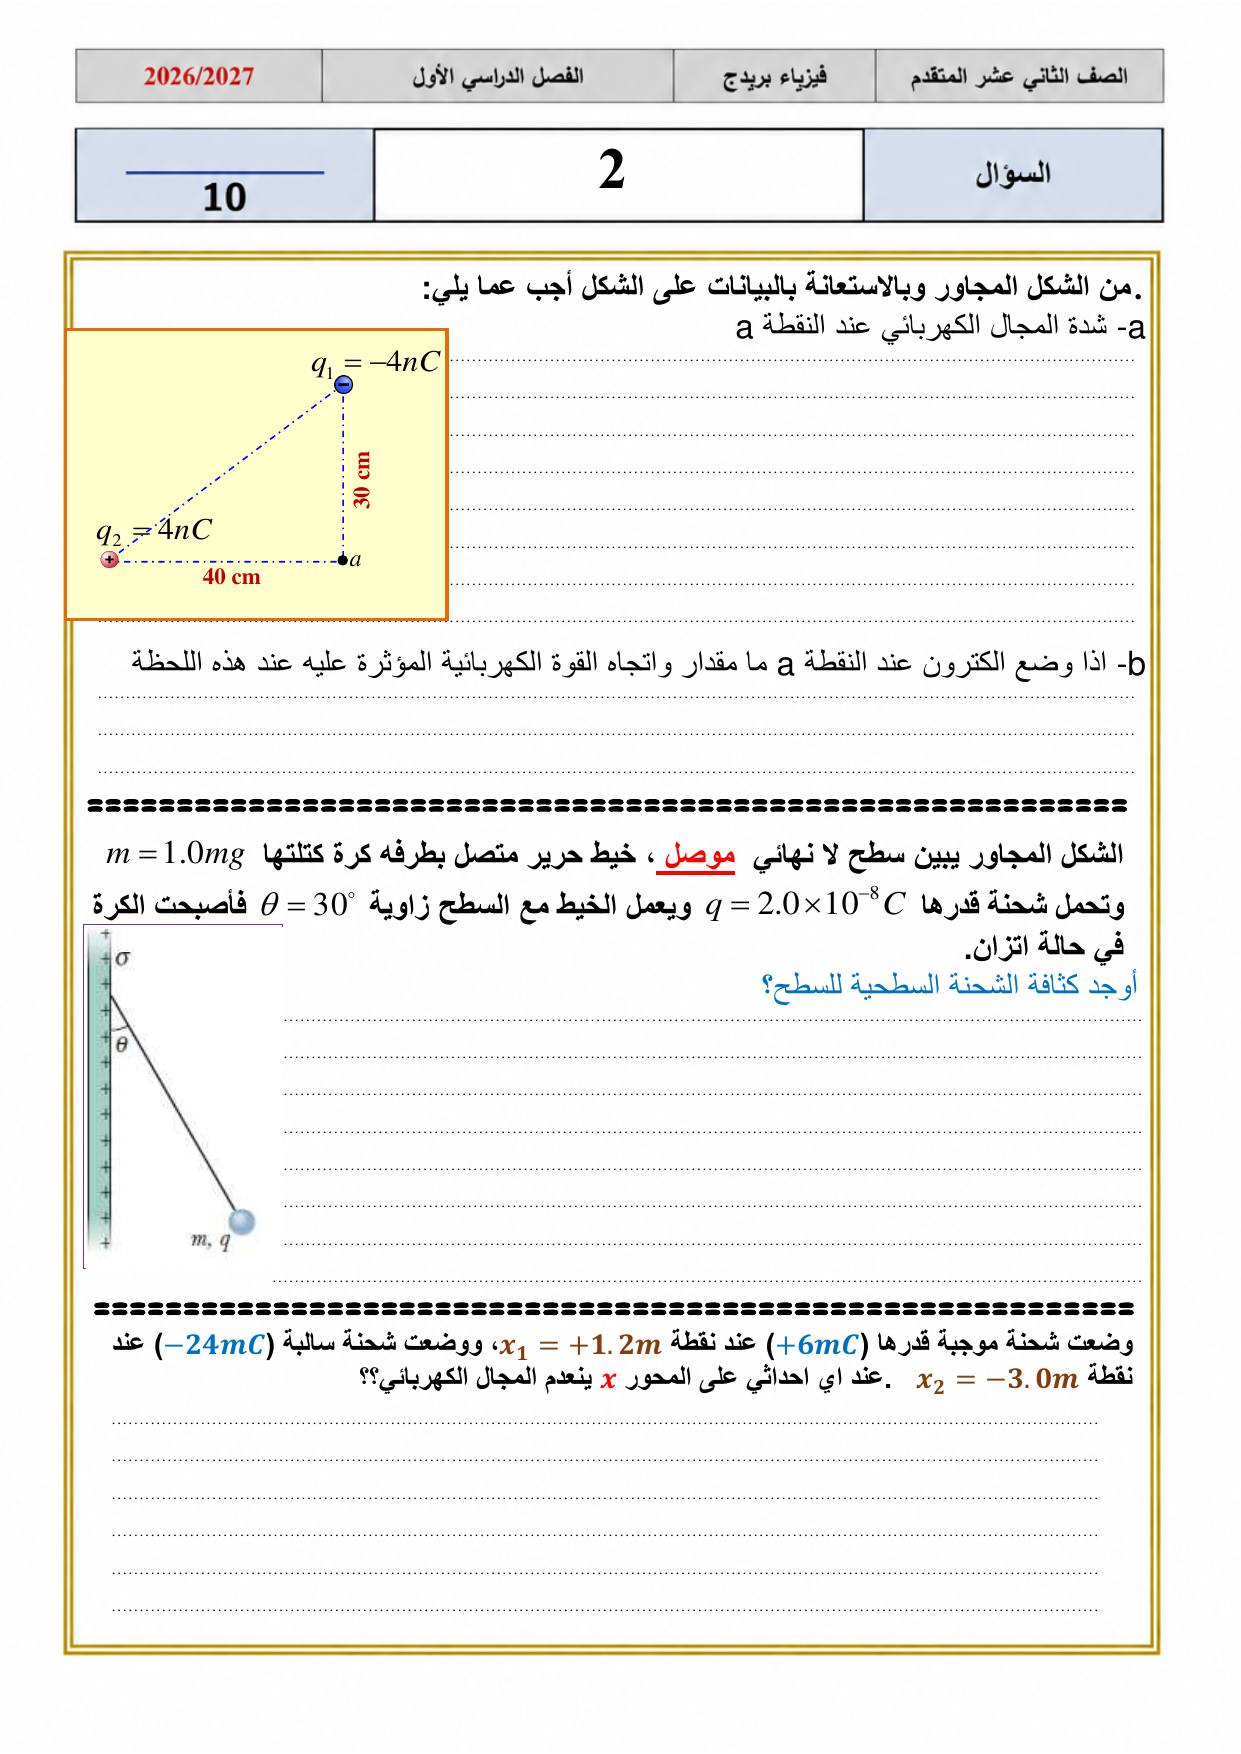 الصف الثاني عشر المتقدم فيزياء بريدج الفصل الدراسي الأول 2026/2027
السؤال 2 10
.من الشكل المجاور وبالاستعانة بالبيانات على الشكل أجب عما يلي:
a- شدة المجال الكهربائي عند النقطة a
q₁ = −4nC
30 cm
q₂ = 4nC
a
40 cm
b- اذا وضع الكترون عند النقطة a ما مقدار واتجاه القوة الكهربائية المؤثرة عليه عند هذه اللحظة
الشكل المجاور يبين سطح لا نهائي موصل ، خيط حرير متصل بطرفه كرة كتلتها m = 1.0mg
وتحمل شحنة قدرها q = 2.0×10⁻⁸ C ويعمل الخيط مع السطح زاوية θ = 30° فأصبحت الكرة
في حالة اتزان.
أوجد كثافة الشحنة السطحية للسطح؟
σ
θ
m, q
وضعت شحنة موجبة قدرها (+6mC) عند نقطة x₁ = +1.2m، ووضعت شحنة سالبة (−24mC) عند
نقطة x₂ = −3.0m .عند اي احداثي على المحور x ينعدم المجال الكهربائي؟؟